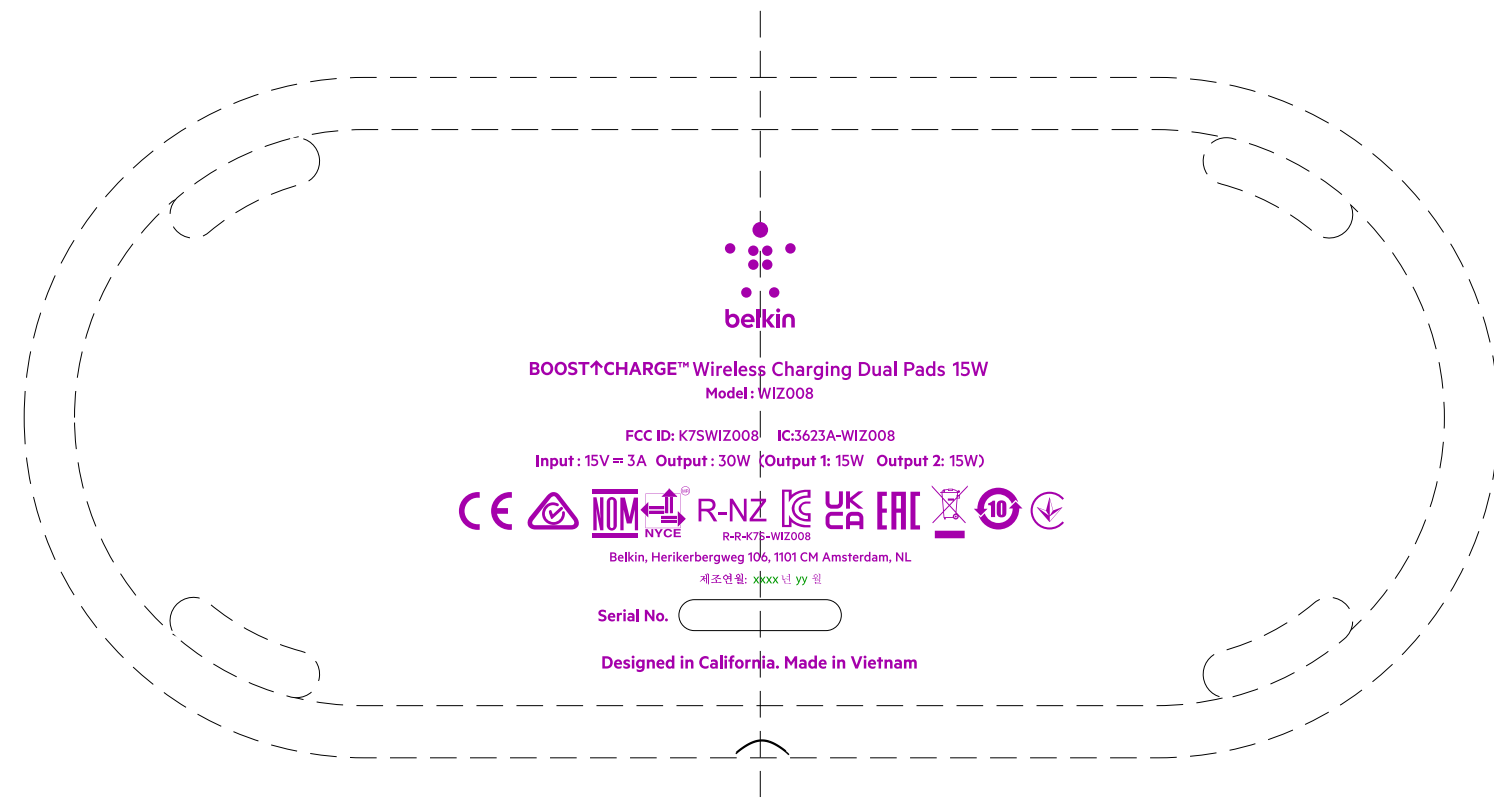 belkin
BOOST↑CHARGE™ Wireless Charging Dual Pads 15W
Model : WIZ008
FCC ID: K7SWIZ008 IC:3623A-WIZ008
Input : 15V ⎓ 3A Output : 30W (Output 1: 15W Output 2: 15W)
CE NOM NYCE R-NZ KC UK CA EAC 10
R-R-K7S-WIZ008
Belkin, Herikerbergweg 106, 1101 CM Amsterdam, NL
제조연월: xxxx 년 yy 월
Serial No.
Designed in California. Made in Vietnam